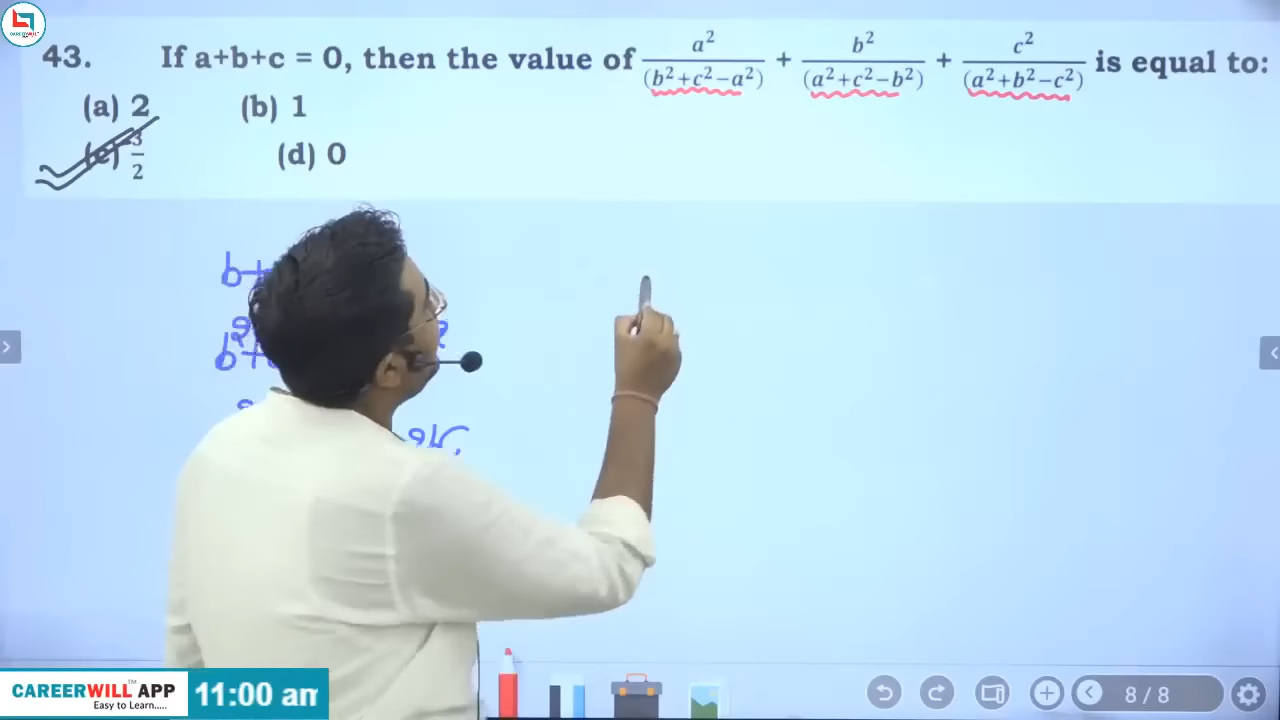 CAREERWILL
43. If a+b+c = 0, then the value of a²/(b²+c²−a²) + b²/(a²+c²−b²) + c²/(a²+b²−c²) is equal to:
(a) 2 (b) 1
(c) 3/2 (d) 0
b+
CAREERWILL™ APP
Easy to Learn.....
11:00 am
8 / 8